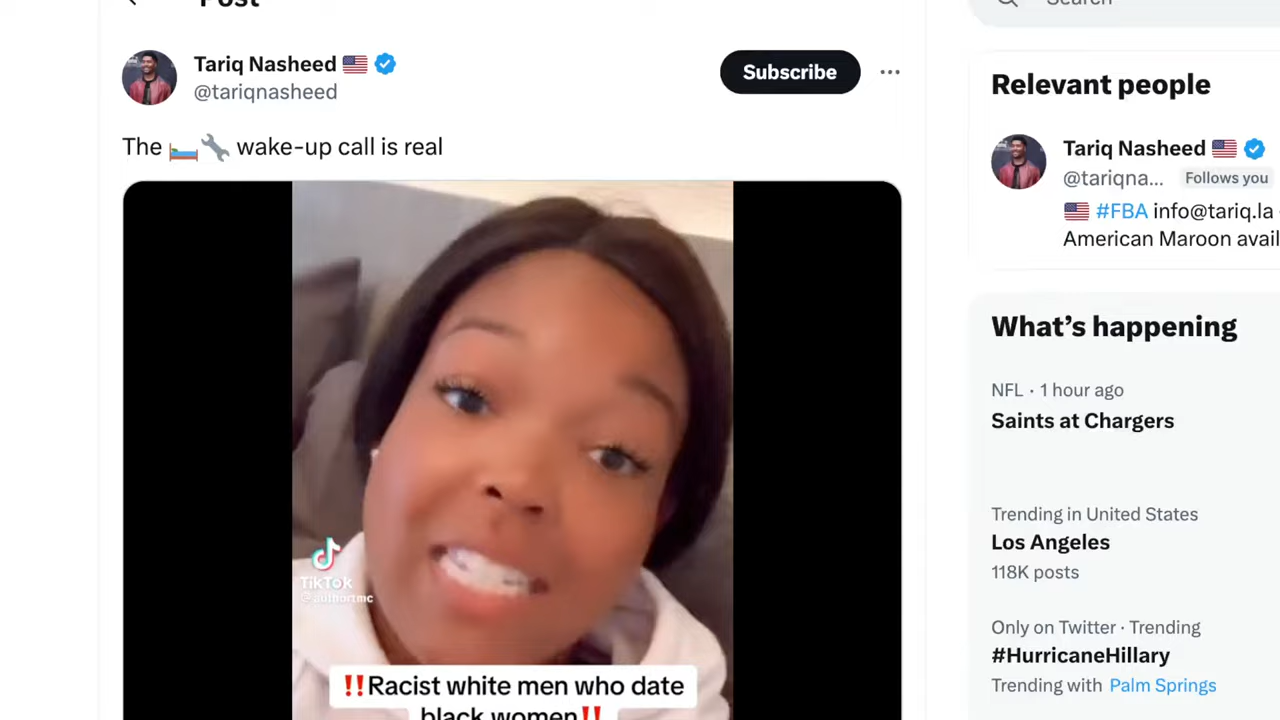 Post
Tariq Nasheed 🇺🇸
@tariqnasheed
Subscribe
The 🛏️🔧 wake-up call is real
TikTok
@authortmc
‼️Racist white men who date
black women‼️
Search
Relevant people
Tariq Nasheed 🇺🇸
@tariqna... Follows you
🇺🇸 #FBA info@tariq.la
American Maroon avail
What's happening
NFL · 1 hour ago
Saints at Chargers
Trending in United States
Los Angeles
118K posts
Only on Twitter · Trending
#HurricaneHillary
Trending with Palm Springs